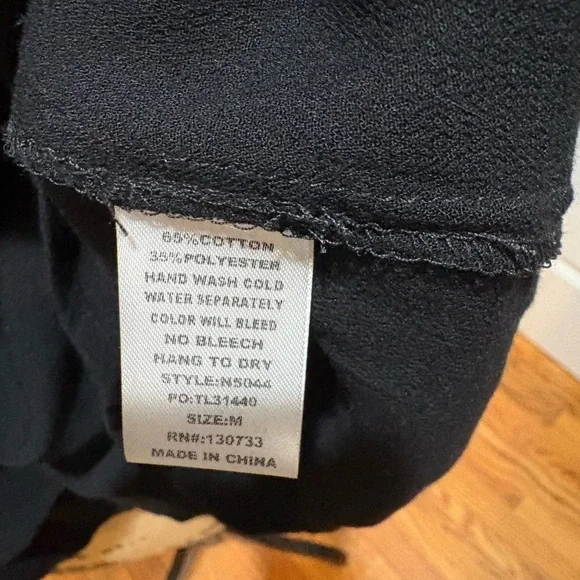 65%COTTON
35%POLYESTER
HAND WASH COLD
WATER SEPARATELY
COLOR WILL BLEED
NO BLEECH
HANG TO DRY
STYLE:N5044
PO:TL31440
SIZE:M
RN#:130733
MADE IN CHINA